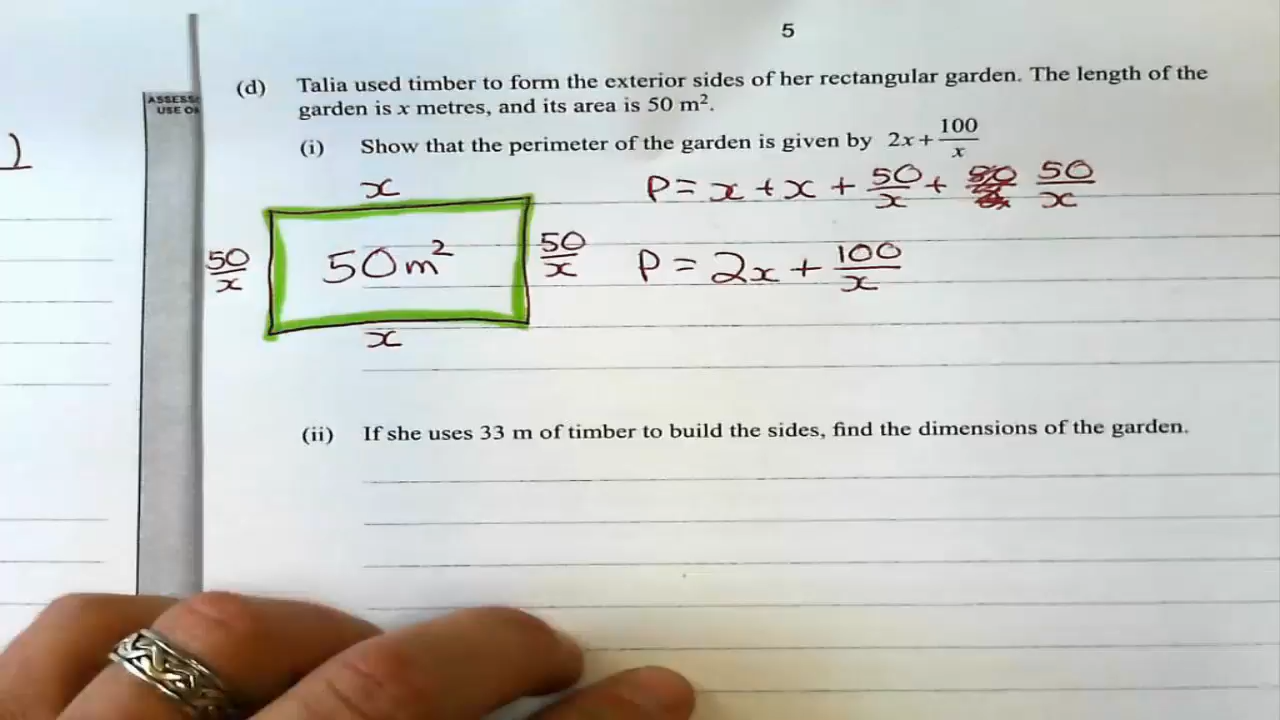 5
ASSESS
USE O
(d) Talia used timber to form the exterior sides of her rectangular garden. The length of the
garden is x metres, and its area is 50 m².
(i) Show that the perimeter of the garden is given by 2x + 100/x
)
x
P = x + x + 50/x + 50/x
50/x
50m²
50/x
P = 2x + 100/x
x
(ii) If she uses 33 m of timber to build the sides, find the dimensions of the garden.